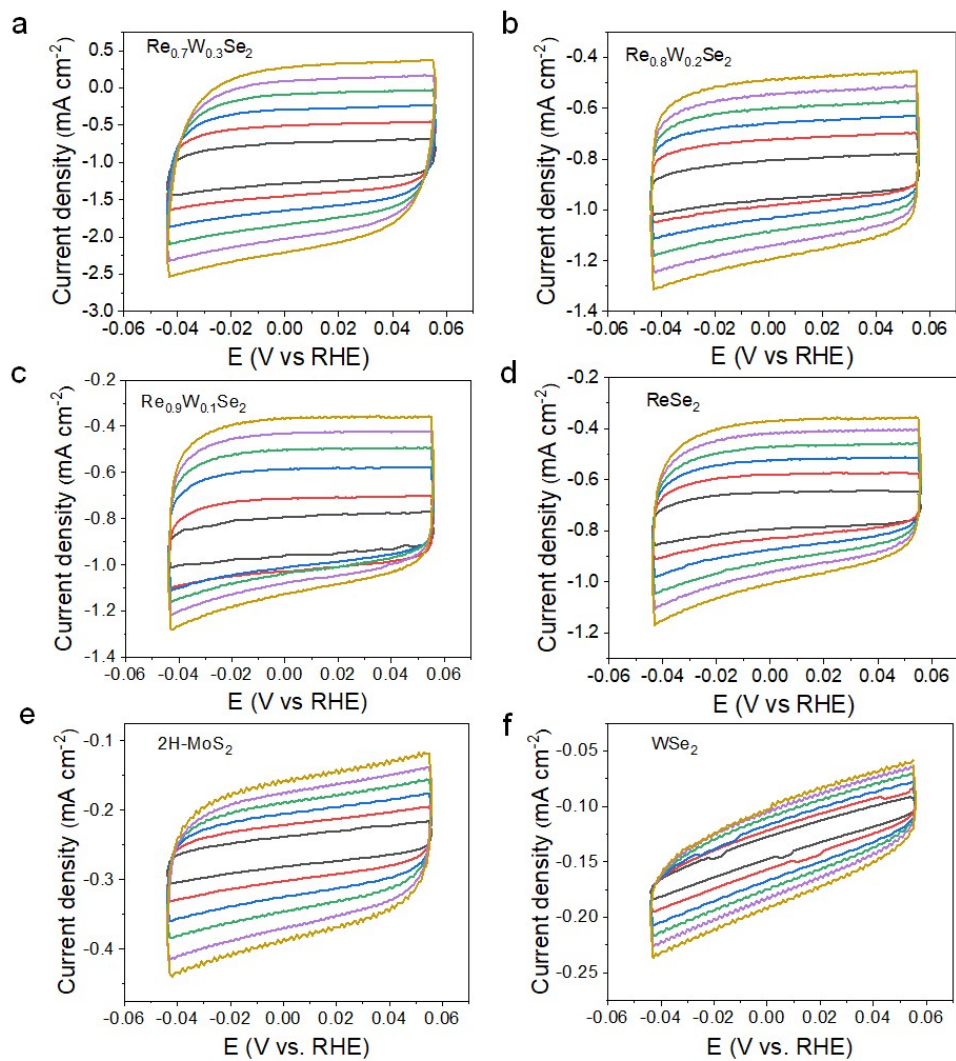 a
Re₀.₇W₀.₃Se₂
0.5
0.0
-0.5
-1.0
-1.5
-2.0
-2.5
-3.0
Current density (mA cm⁻²)
-0.06 -0.04 -0.02 0.00 0.02 0.04 0.06
E (V vs RHE)
b
Re₀.₈W₀.₂Se₂
-0.4
-0.6
-0.8
-1.0
-1.2
-1.4
Current density (mA cm⁻²)
-0.06 -0.04 -0.02 0.00 0.02 0.04 0.06
E (V vs RHE)
c
Re₀.₉W₀.₁Se₂
-0.2
-0.4
-0.6
-0.8
-1.0
-1.2
-1.4
Current density (mA cm⁻²)
-0.06 -0.04 -0.02 0.00 0.02 0.04 0.06
E (V vs RHE)
d
ReSe₂
-0.2
-0.4
-0.6
-0.8
-1.0
-1.2
Current density (mA cm⁻²)
-0.06 -0.04 -0.02 0.00 0.02 0.04 0.06
E (V vs RHE)
e
2H-MoS₂
-0.1
-0.2
-0.3
-0.4
Current density (mA cm⁻²)
-0.06 -0.04 -0.02 0.00 0.02 0.04 0.06
E (V vs. RHE)
f
WSe₂
-0.05
-0.10
-0.15
-0.20
-0.25
Current density (mA cm⁻²)
-0.06 -0.04 -0.02 0.00 0.02 0.04 0.06
E (V vs. RHE)